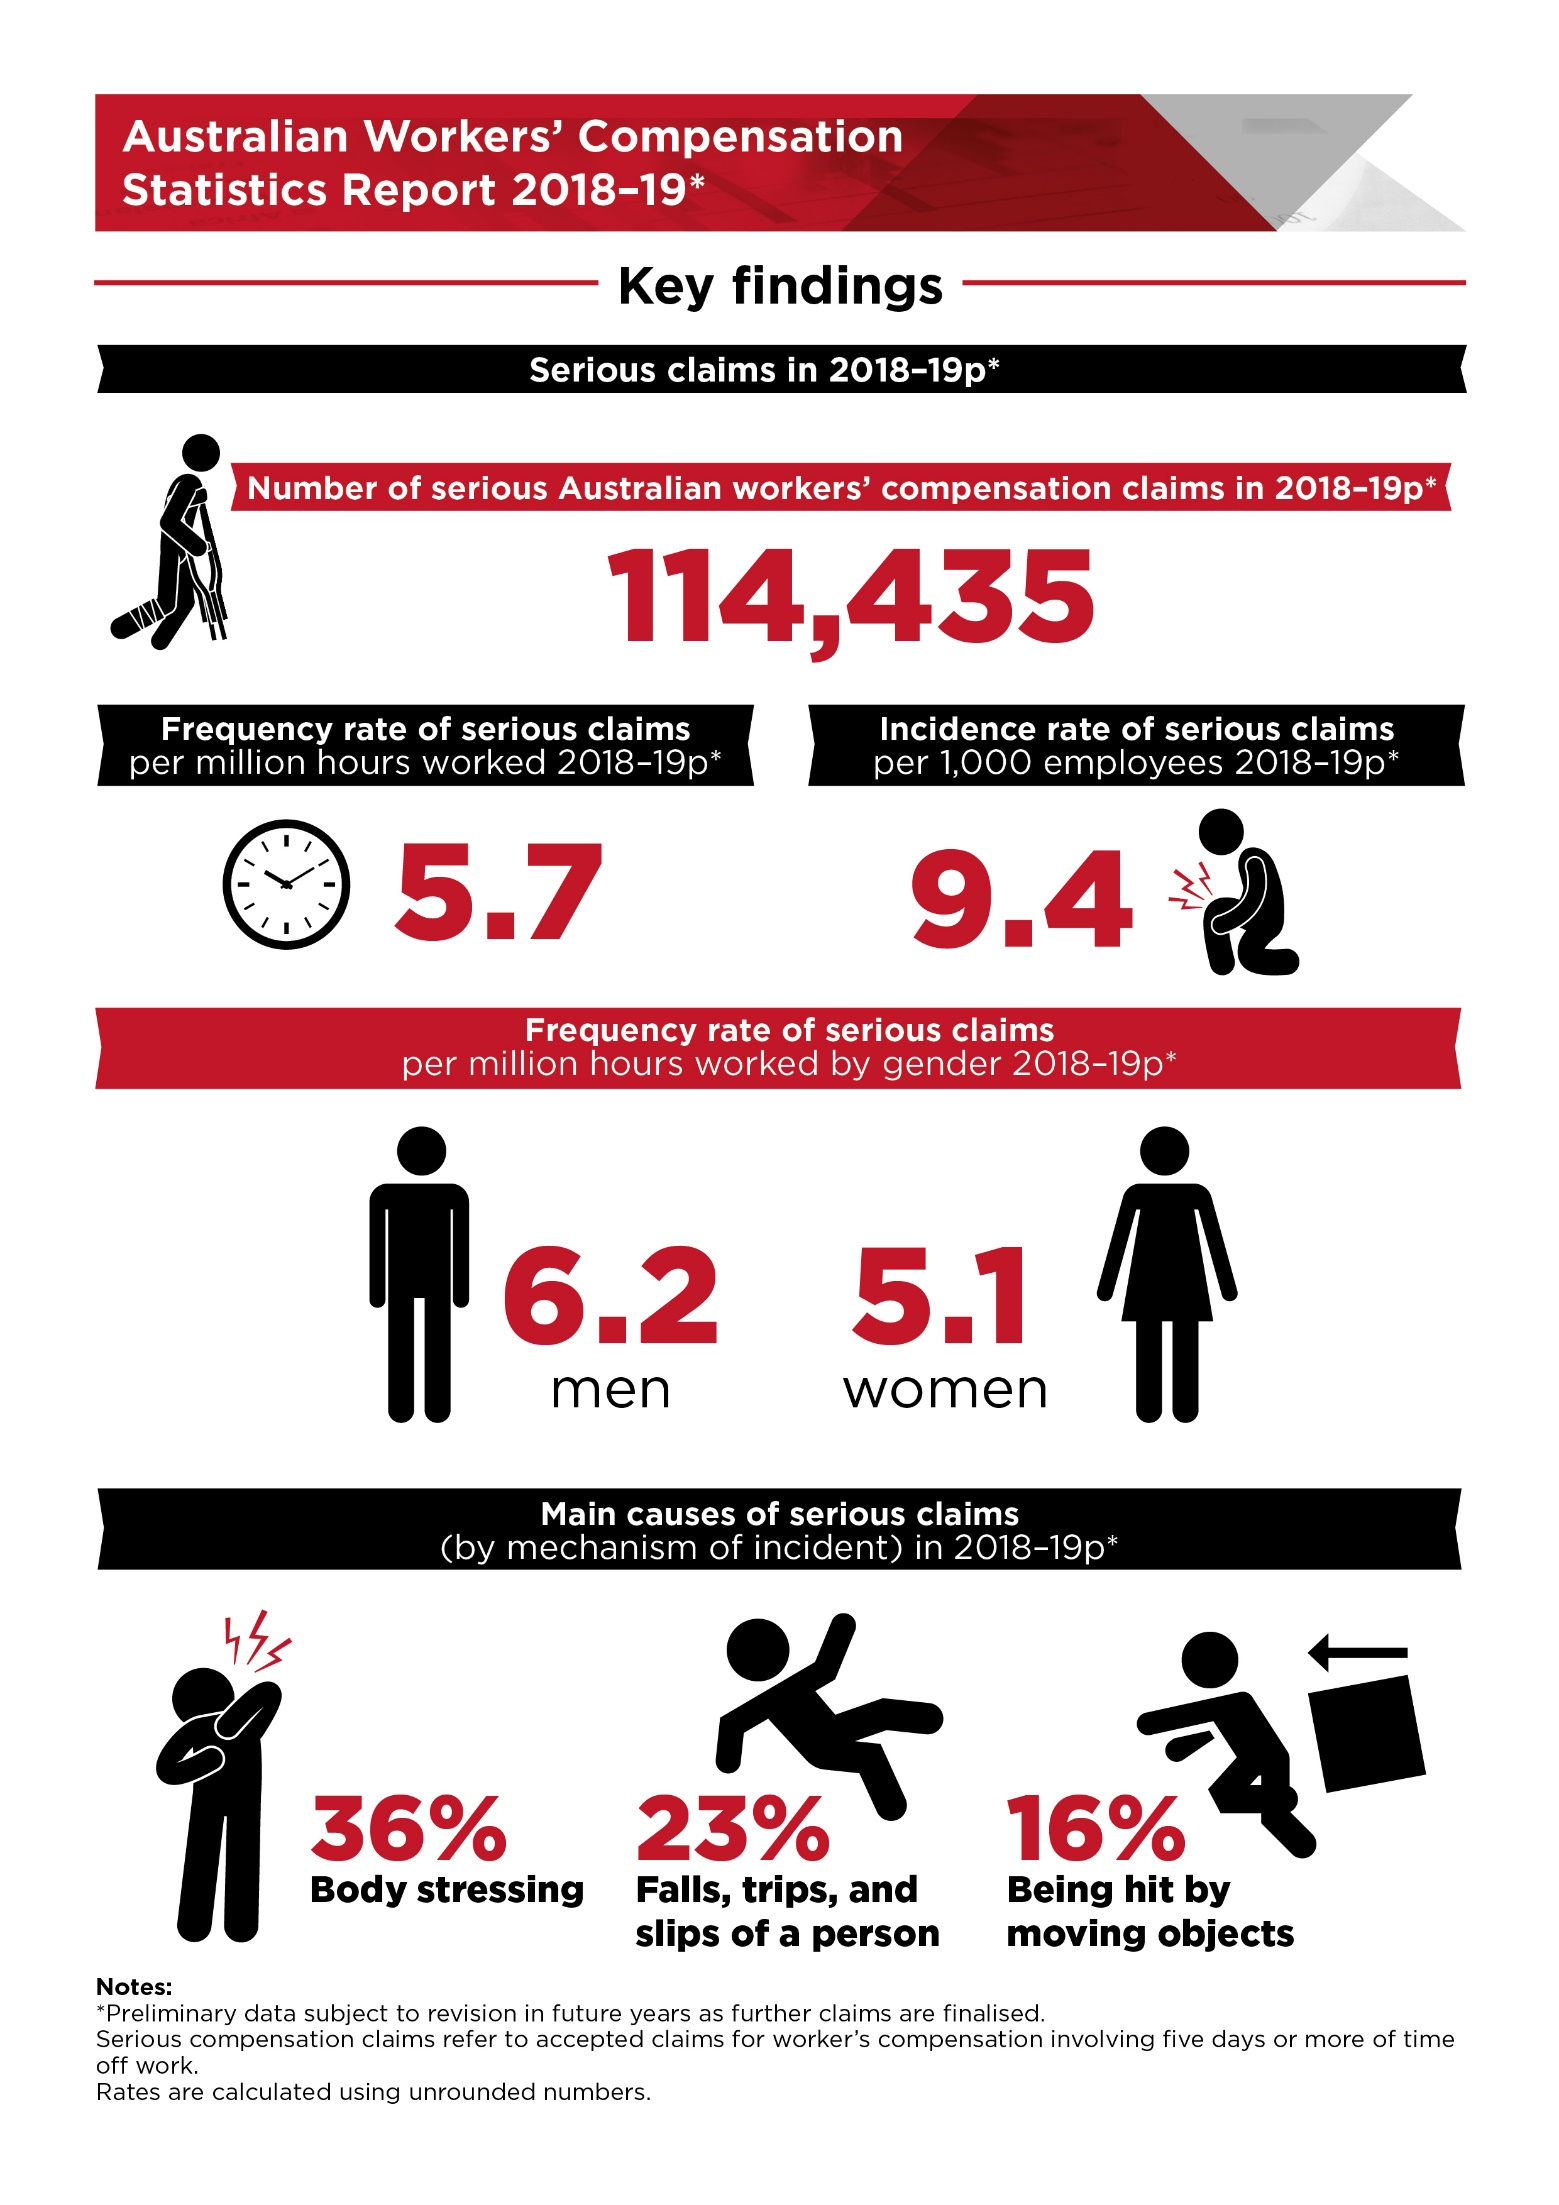 Australian Workers’ Compensation
Statistics Report 2018–19*
Key findings
Serious claims in 2018–19p*
Number of serious Australian workers’ compensation claims in 2018–19p*
114,435
Frequency rate of serious claims
per million hours worked 2018–19p*
5.7
Incidence rate of serious claims
per 1,000 employees 2018–19p*
9.4
Frequency rate of serious claims
per million hours worked by gender 2018–19p*
6.2
men
5.1
women
Main causes of serious claims
(by mechanism of incident) in 2018–19p*
36%
Body stressing
23%
Falls, trips, and
slips of a person
16%
Being hit by
moving objects
Notes:
*Preliminary data subject to revision in future years as further claims are finalised.
Serious compensation claims refer to accepted claims for worker’s compensation involving five days or more of time
off work.
Rates are calculated using unrounded numbers.